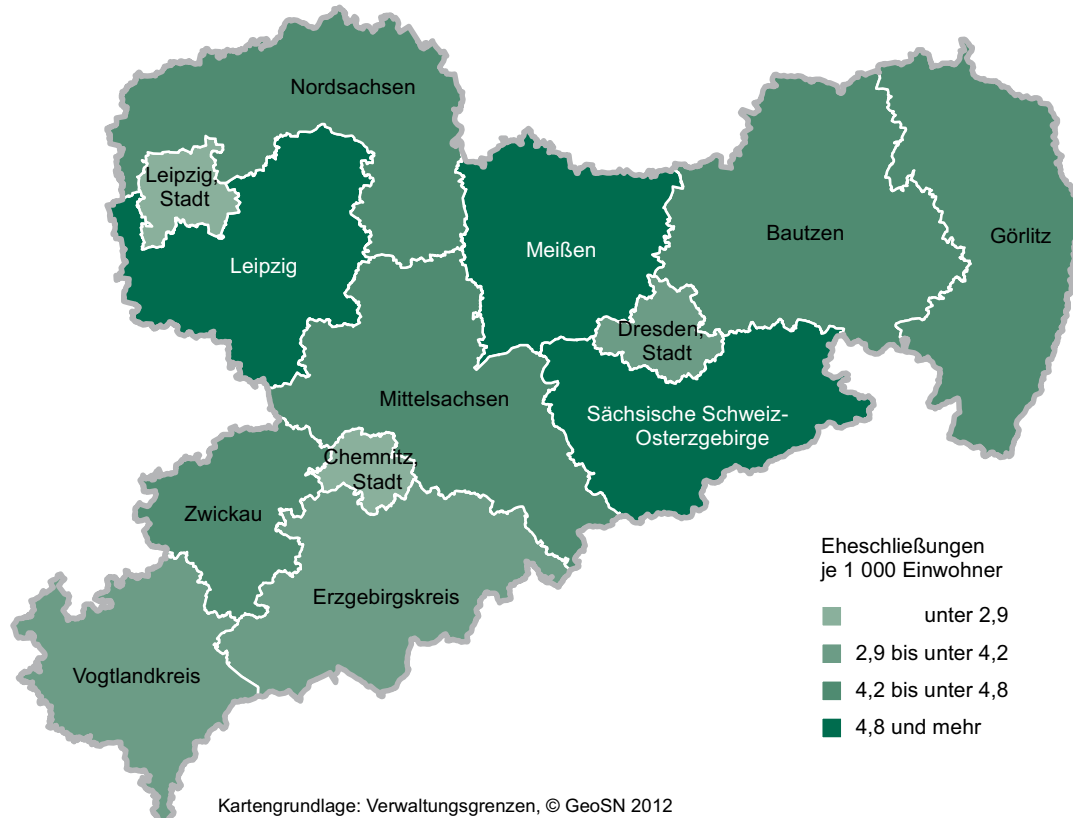 Nordsachsen
Leipzig,
Stadt
Leipzig
Meißen
Bautzen
Görlitz
Dresden,
Stadt
Mittelsachsen
Sächsische Schweiz-
Osterzgebirge
Chemnitz,
Stadt
Zwickau
Erzgebirgskreis
Vogtlandkreis
Eheschließungen
je 1 000 Einwohner
unter 2,9
2,9 bis unter 4,2
4,2 bis unter 4,8
4,8 und mehr
Kartengrundlage: Verwaltungsgrenzen, © GeoSN 2012